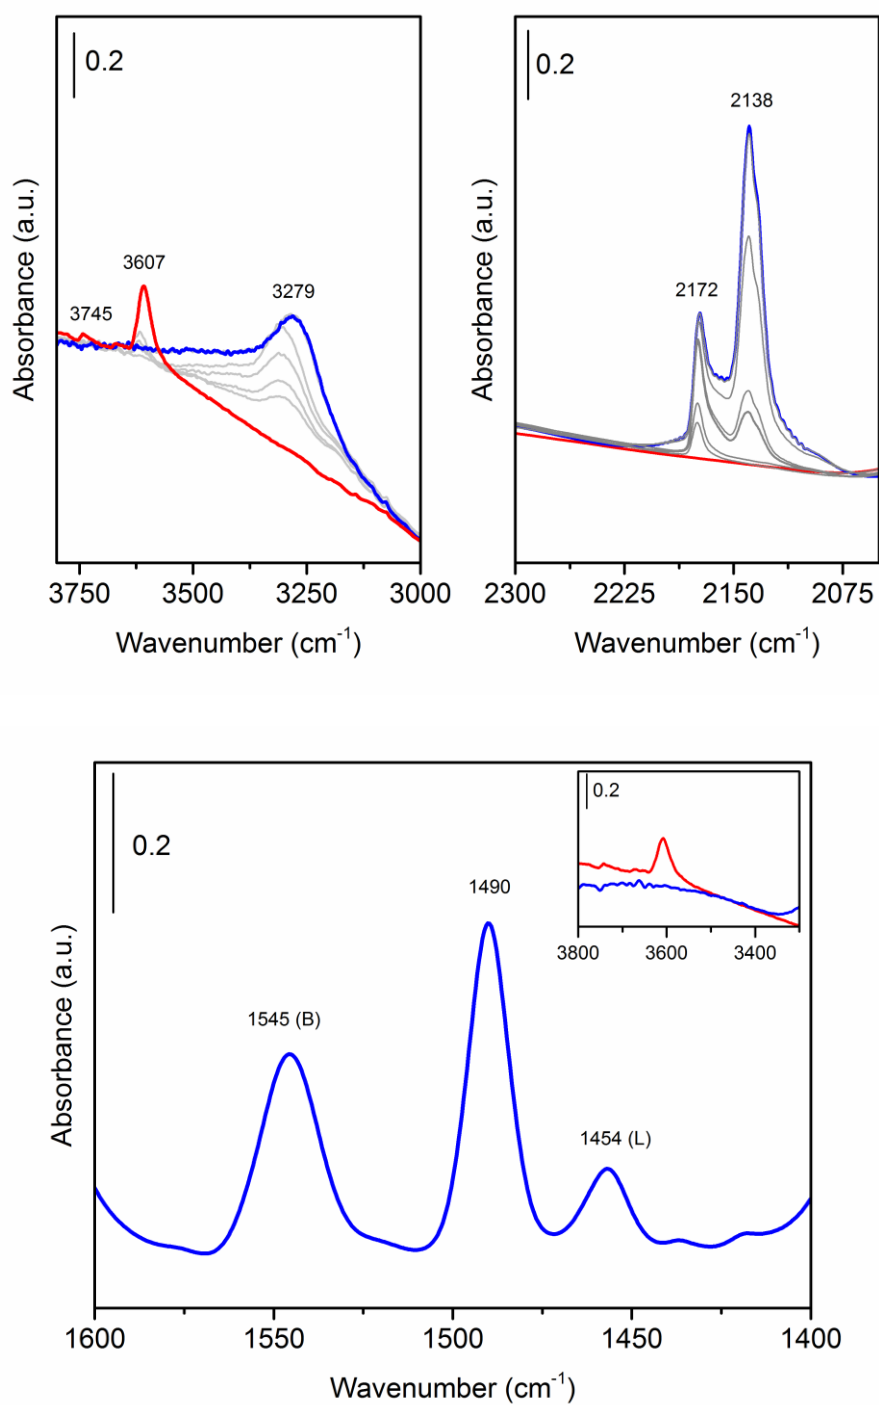 0.2
3607
3745
3279
Absorbance (a.u.)
3750 3500 3250 3000
Wavenumber (cm⁻¹)
0.2
2138
2172
Absorbance (a.u.)
2300 2225 2150 2075
Wavenumber (cm⁻¹)
0.2
1545 (B)
1490
1454 (L)
Absorbance (a.u.)
1600 1550 1500 1450 1400
Wavenumber (cm⁻¹)
0.2
3800 3600 3400